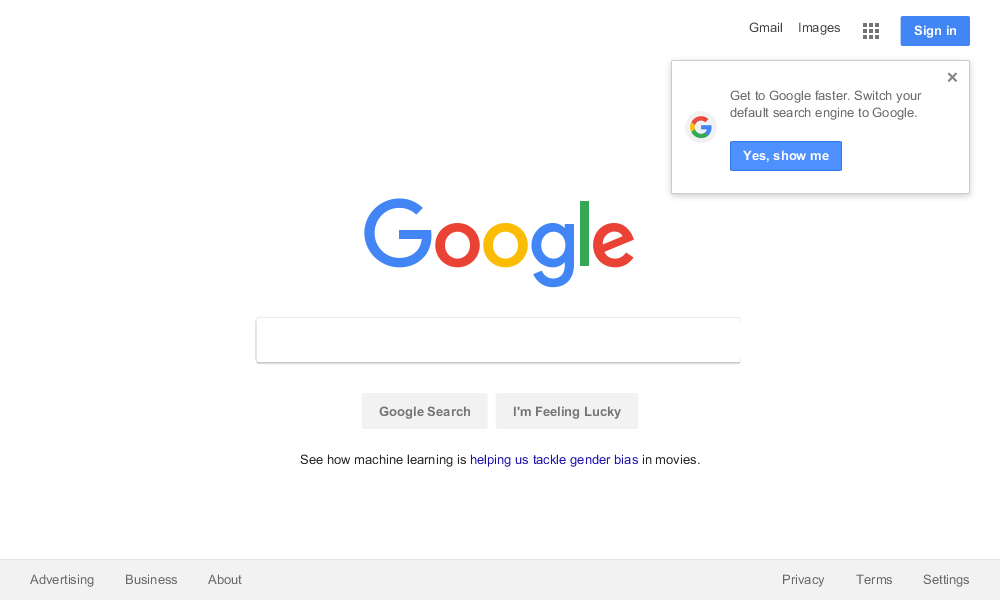 Gmail Images Sign in
Get to Google faster. Switch your
default search engine to Google.
Yes, show me
Google
Google Search I'm Feeling Lucky
See how machine learning is helping us tackle gender bias in movies.
Advertising Business About Privacy Terms Settings